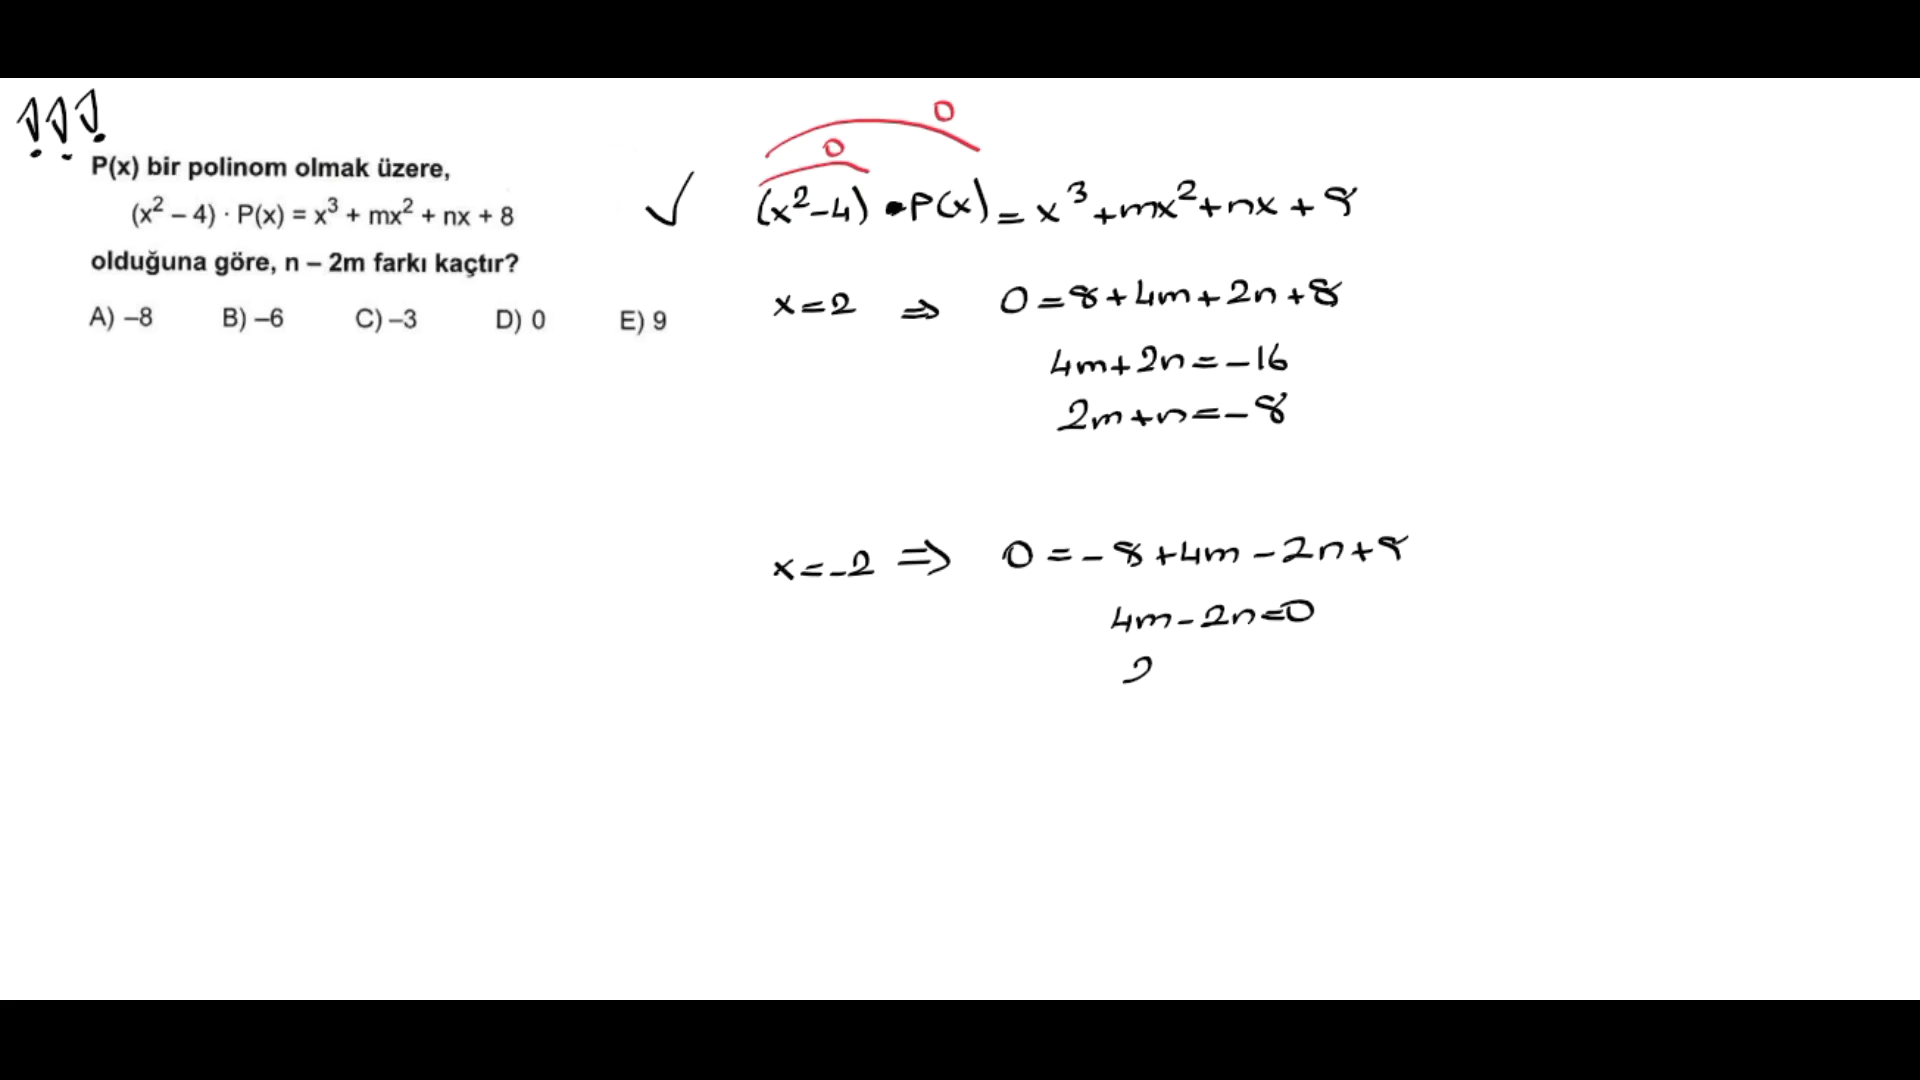 !!!
P(x) bir polinom olmak üzere,
(x² – 4) · P(x) = x³ + mx² + nx + 8
olduğuna göre, n – 2m farkı kaçtır?
A) –8 B) –6 C) –3 D) 0 E) 9
0
0
(x²-4) • P(x) = x³ + mx² + nx + 8
x=2 ⇒ 0=8+4m+2n+8
4m+2n=-16
2m+n=-8
x=-2 ⇒ 0=-8+4m-2n+8
4m-2n=0
2